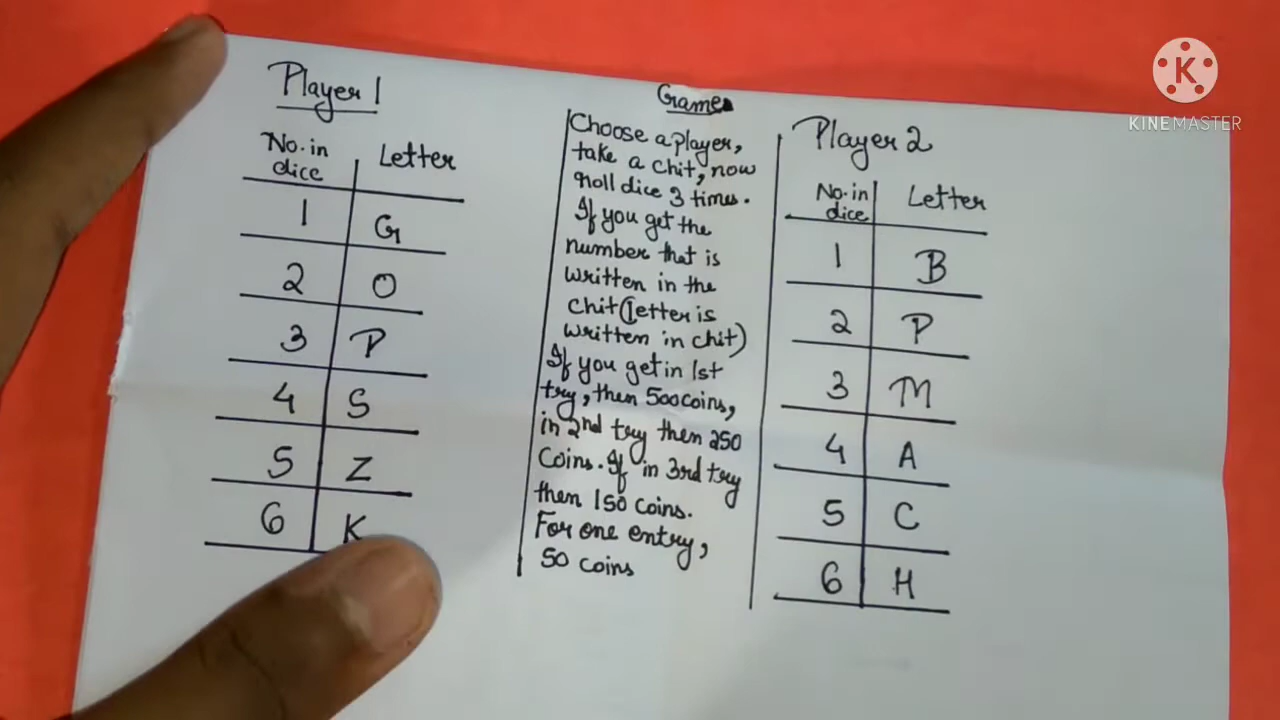 Player 1
No. in dice Letter
1 G
2 O
3 P
4 S
5 Z
6 K
Game
Choose a player,
take a chit, now
roll dice 3 times.
If you get the
number that is
written in the
chit (letter is
written in chit)
If you get in 1st
try, then 500 coins,
in 2nd try then 250
Coins. If in 3rd try
then 150 coins.
For one entry,
50 coins
Player 2
No. in dice Letter
1 B
2 P
3 M
4 A
5 C
6 H
K
KINEMASTER